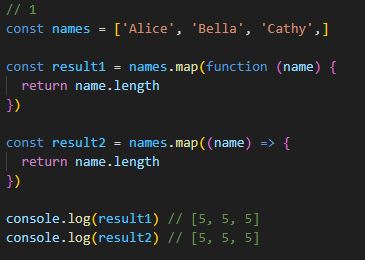 // 1
const names = ['Alice', 'Bella', 'Cathy',]
const result1 = names.map(function (name) {
  return name.length
})
const result2 = names.map((name) => {
  return name.length
})
console.log(result1) // [5, 5, 5]
console.log(result2) // [5, 5, 5]